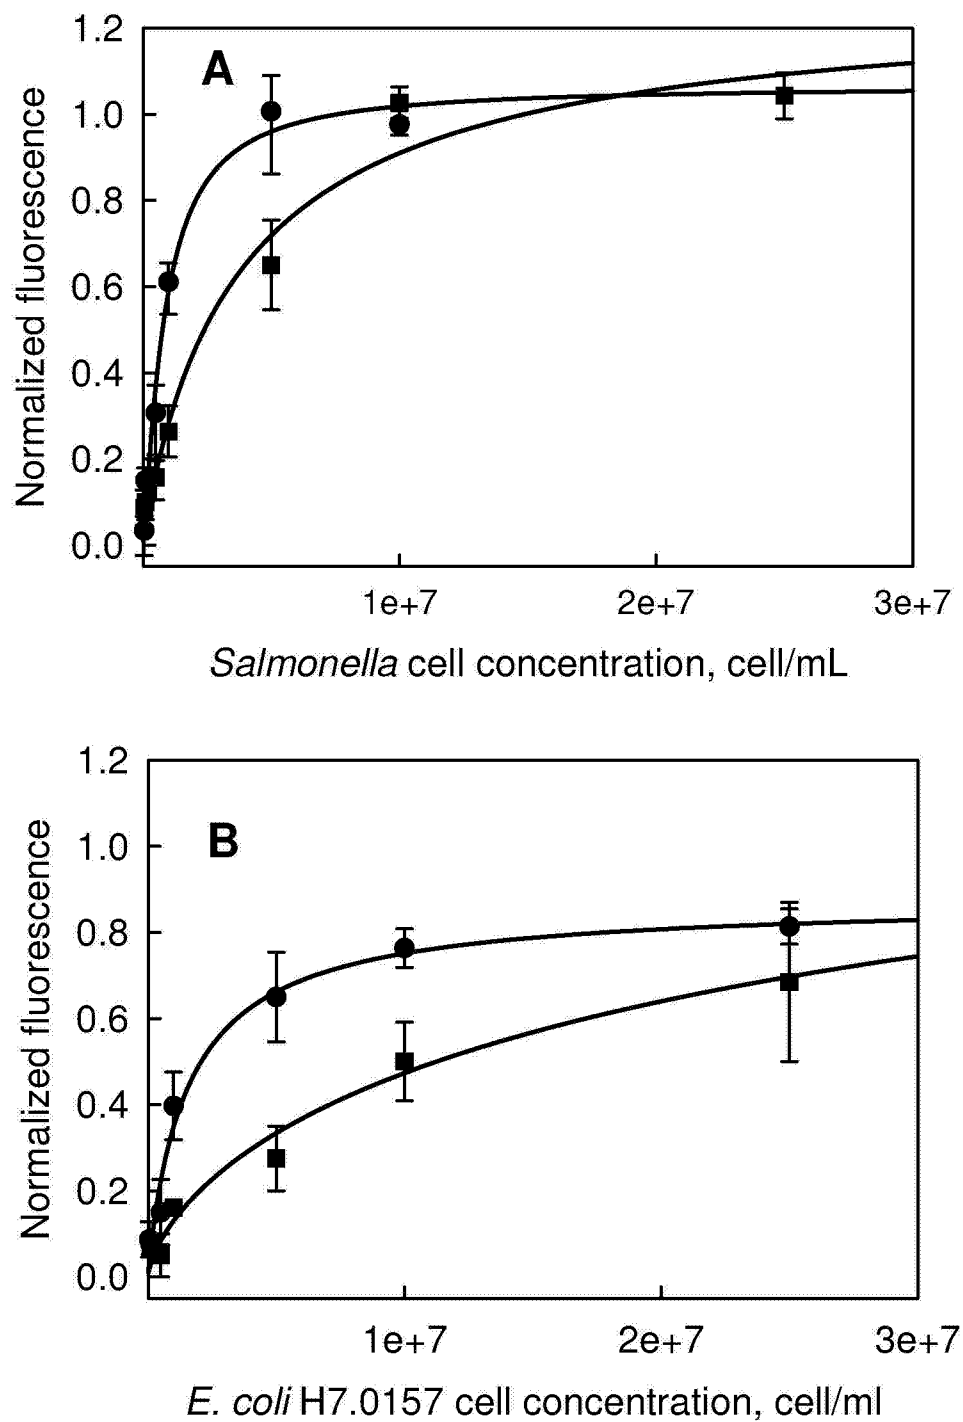 1.2
A
1.0
0.8
0.6
0.4
0.2
0.0
Normalized fluorescence
1e+7 2e+7 3e+7
Salmonella cell concentration, cell/mL
1.2
B
1.0
0.8
0.6
0.4
0.2
0.0
Normalized fluorescence
1e+7 2e+7 3e+7
E. coli H7.0157 cell concentration, cell/ml